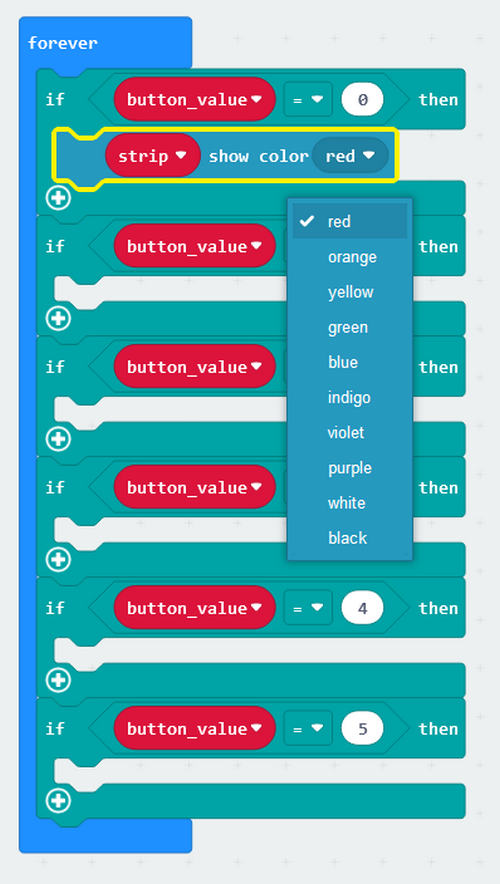 forever
if button_value = 0 then
strip show color red
red
if button_value then
orange
yellow
green
if button_value then
blue
indigo
violet
purple
if button_value then
white
black
if button_value = 4 then
if button_value = 5 then